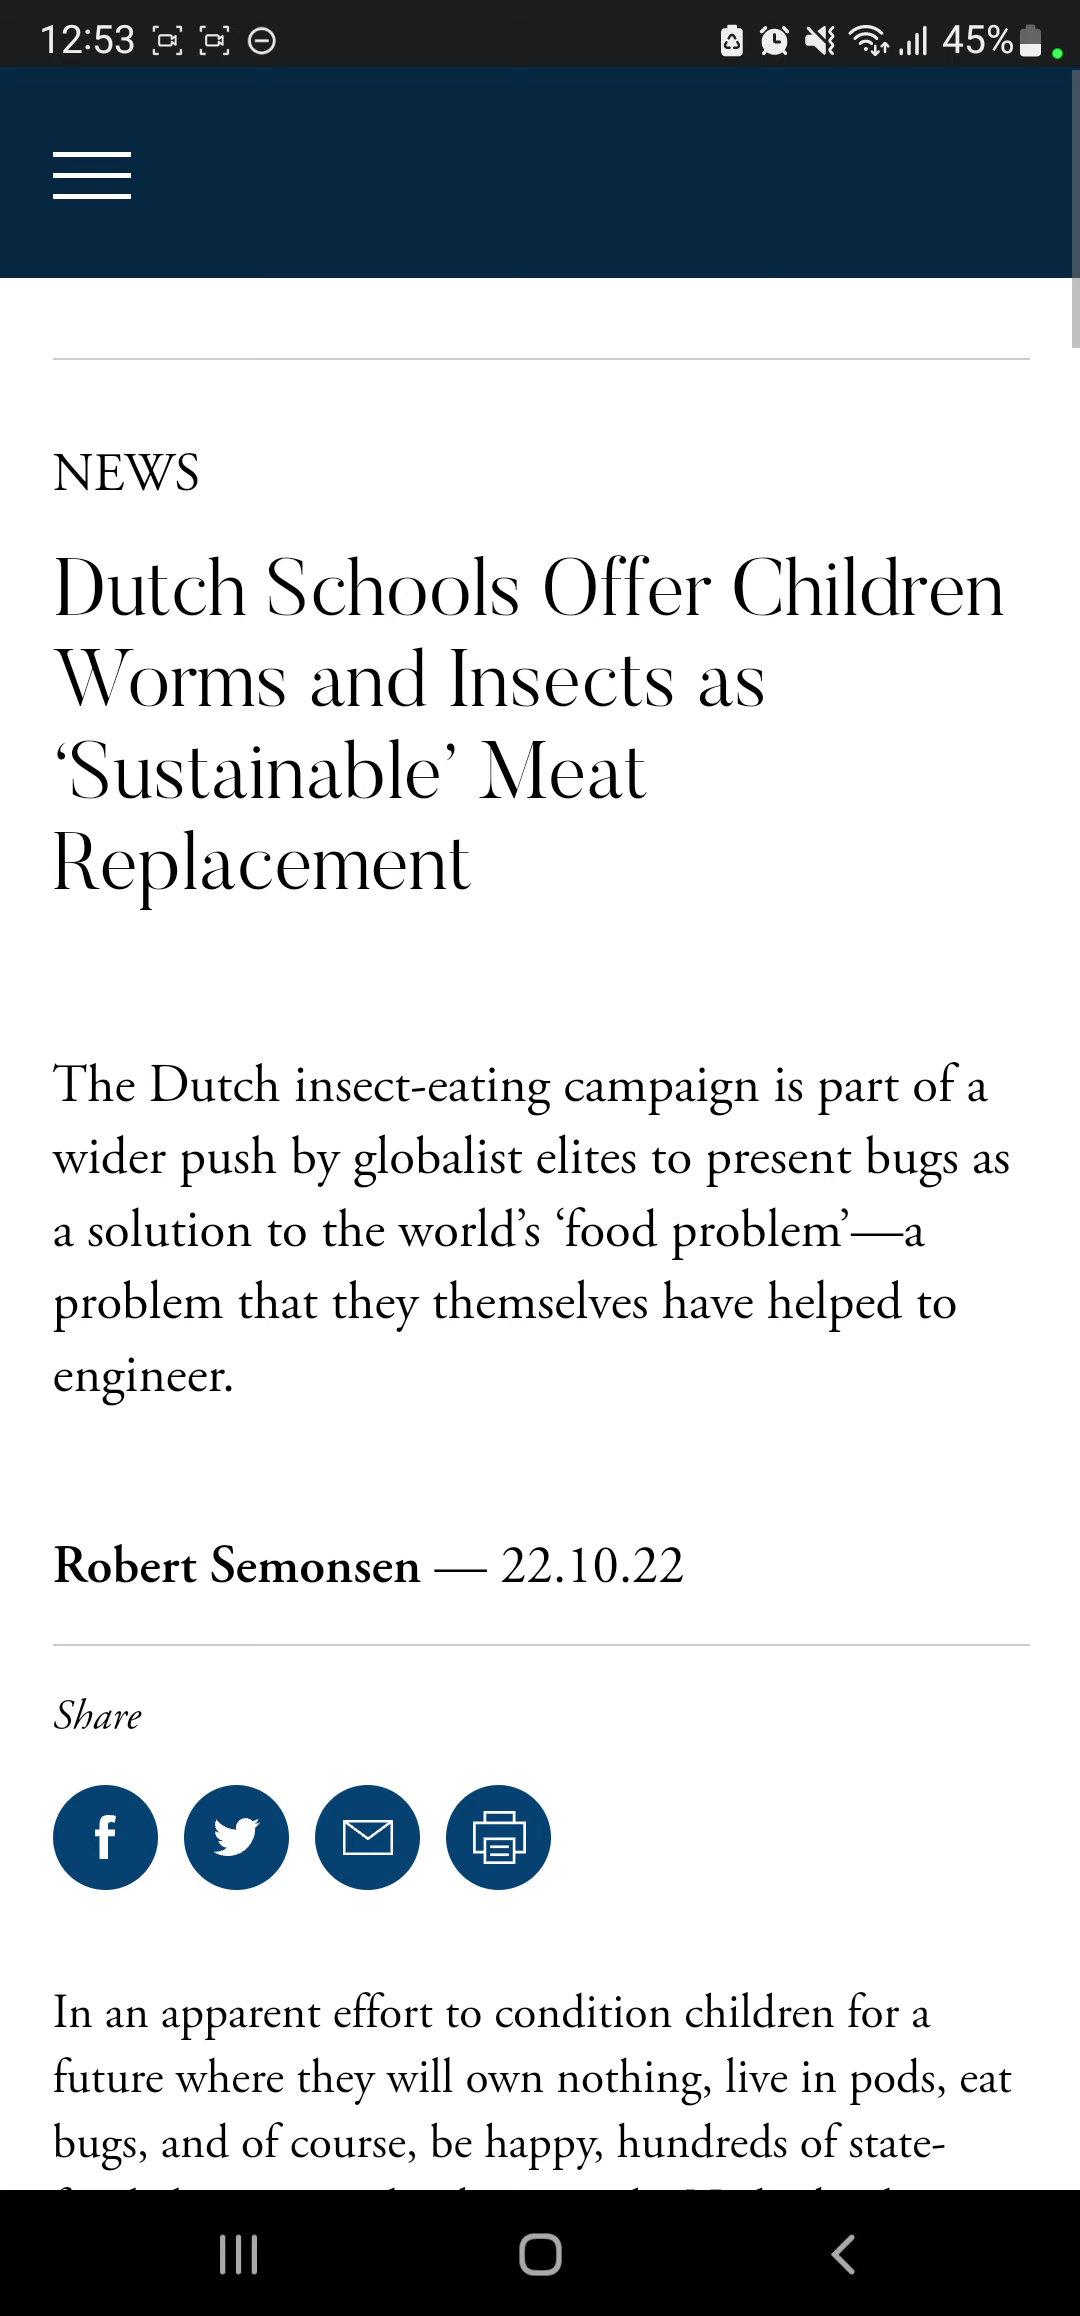 12:53
45%
NEWS
Dutch Schools Offer Children
Worms and Insects as
‘Sustainable’ Meat
Replacement
The Dutch insect-eating campaign is part of a
wider push by globalist elites to present bugs as
a solution to the world’s ‘food problem’—a
problem that they themselves have helped to
engineer.
Robert Semonsen — 22.10.22
Share
In an apparent effort to condition children for a
future where they will own nothing, live in pods, eat
bugs, and of course, be happy, hundreds of state-